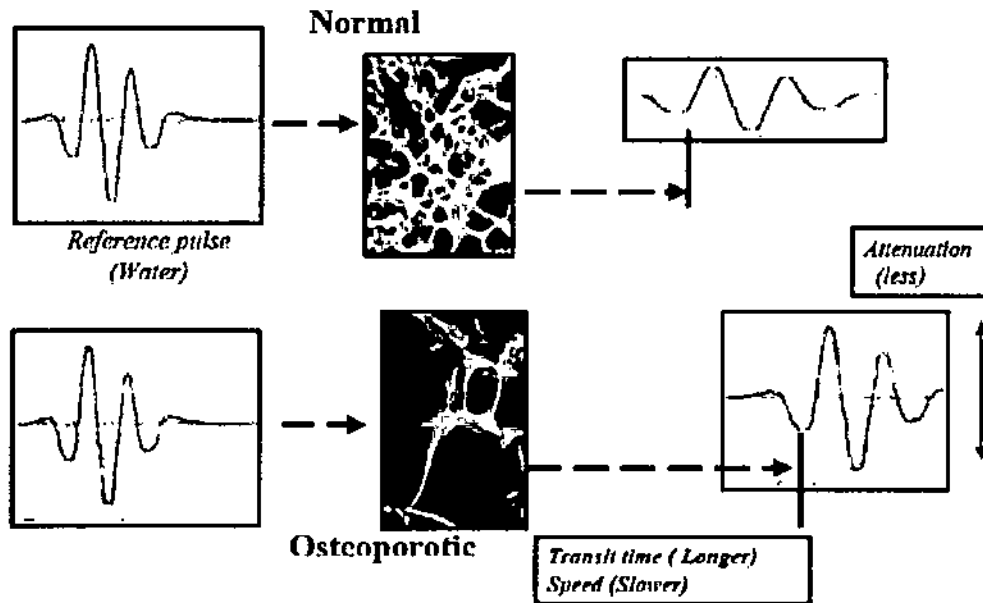 Normal
Reference pulse
(Water)
Attenuation
(less)
Osteoporotic
Transit time ( Longer)
Speed (Slower)